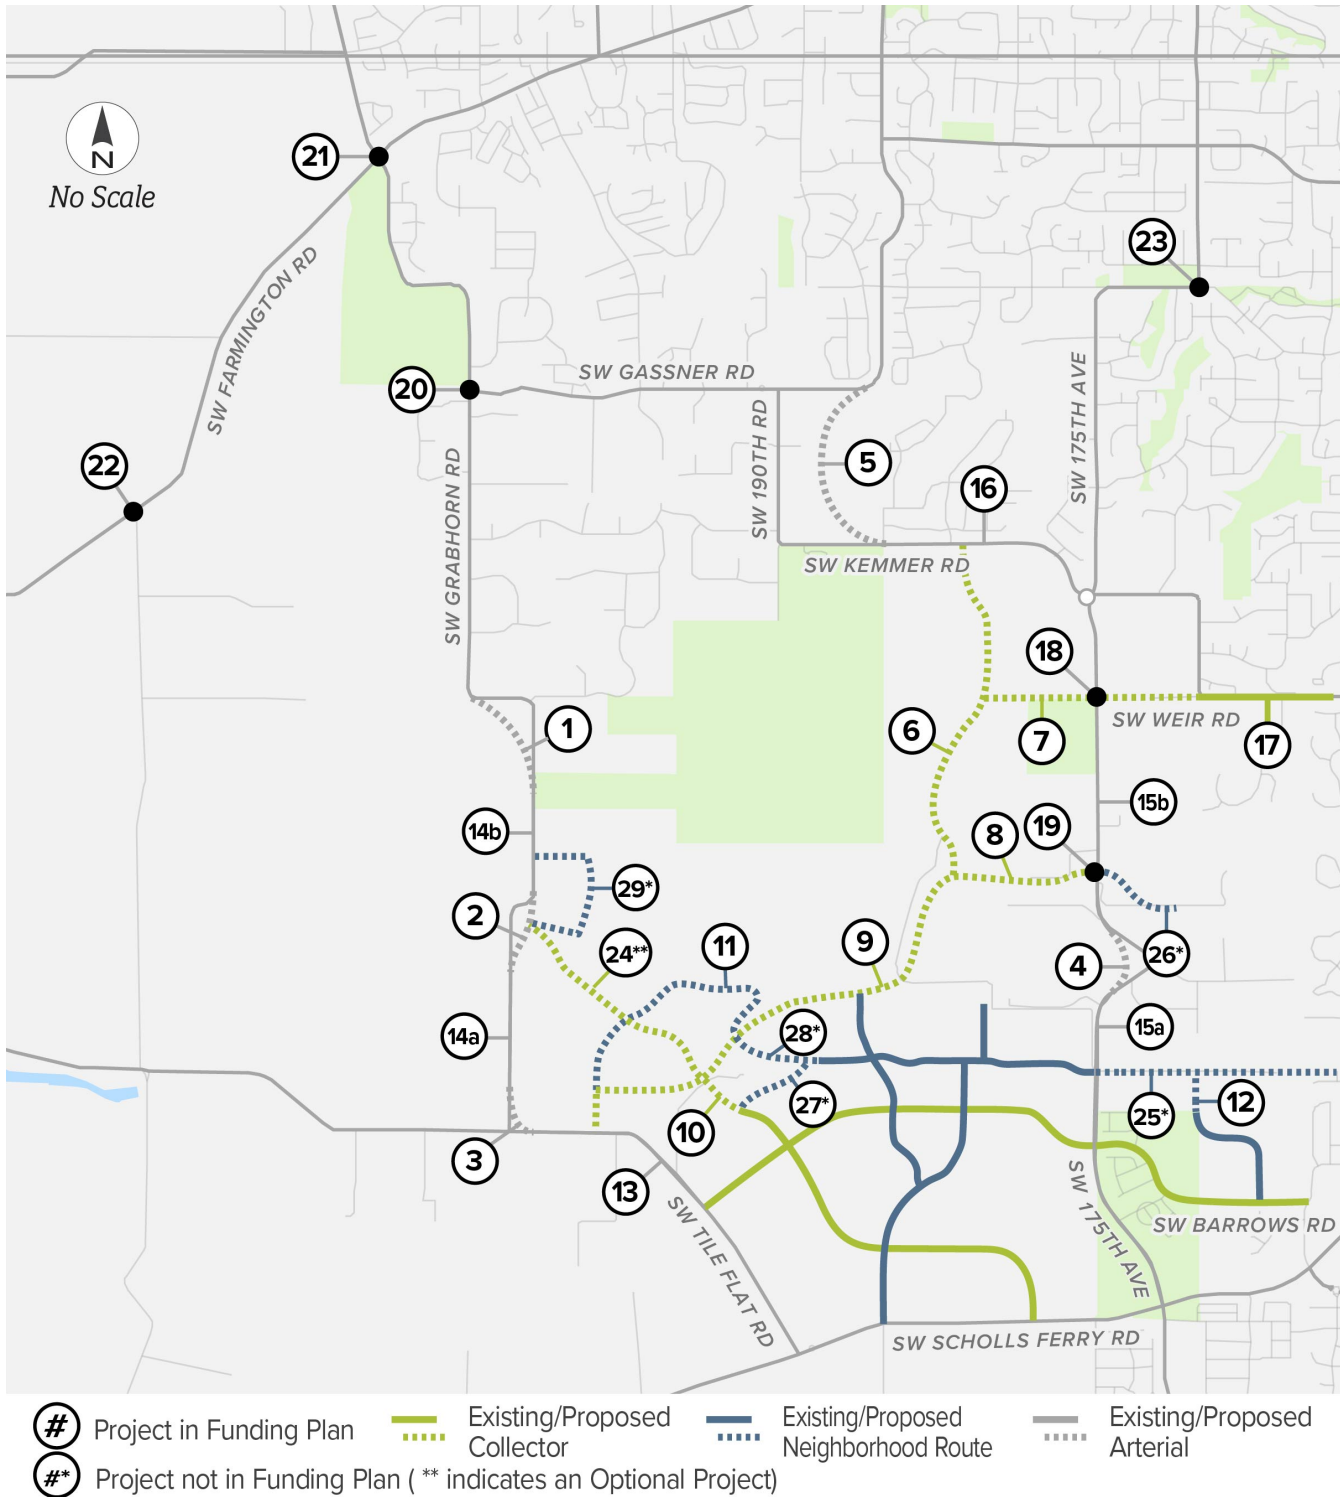 21
N
No Scale
23
SW FARMINGTON RD
SW GASSNER RD
20
SW 190TH RD
SW 175TH AVE
5
22
16
SW GRABHORN RD
SW KEMMER RD
18
1
6
7
SW WEIR RD
17
14b
15b
8
19
29*
2
24**
11
9
4
26*
14a
28*
15a
27*
25*
12
10
3
13
SW TILE FLAT RD
SW 175TH AVE
SW BARROWS RD
SW SCHOLLS FERRY RD
# Project in Funding Plan
Existing/Proposed
Collector
Existing/Proposed
Neighborhood Route
Existing/Proposed
Arterial
#* Project not in Funding Plan ( ** indicates an Optional Project)